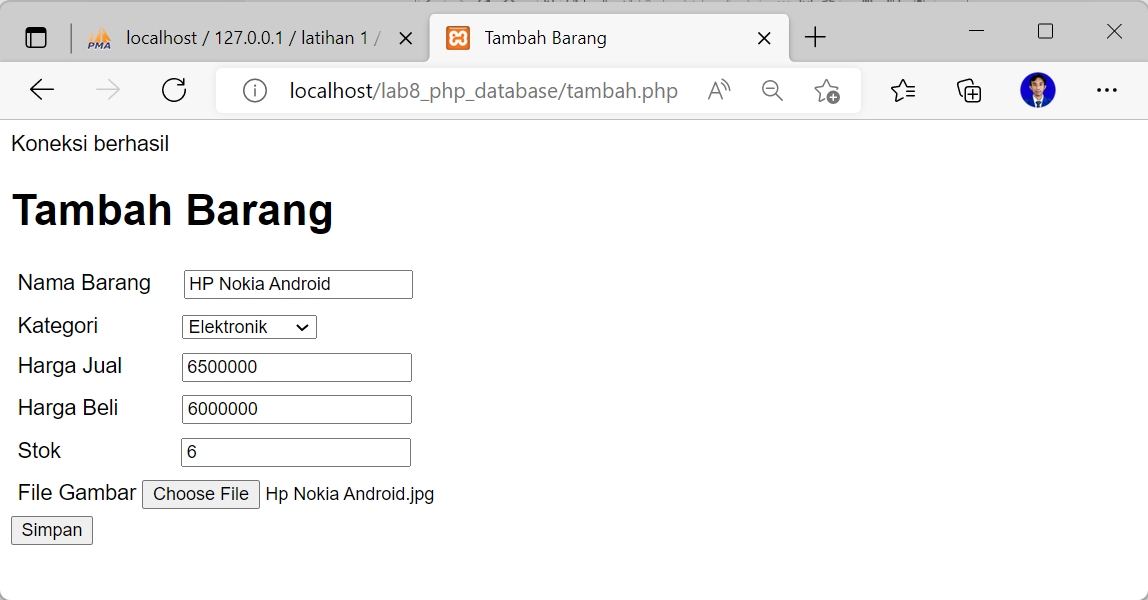 PMA localhost / 127.0.0.1 / latihan 1 / Tambah Barang
localhost/lab8_php_database/tambah.php
Koneksi berhasil
Tambah Barang
Nama Barang HP Nokia Android
Kategori Elektronik
Harga Jual 6500000
Harga Beli 6000000
Stok 6
File Gambar Choose File Hp Nokia Android.jpg
Simpan